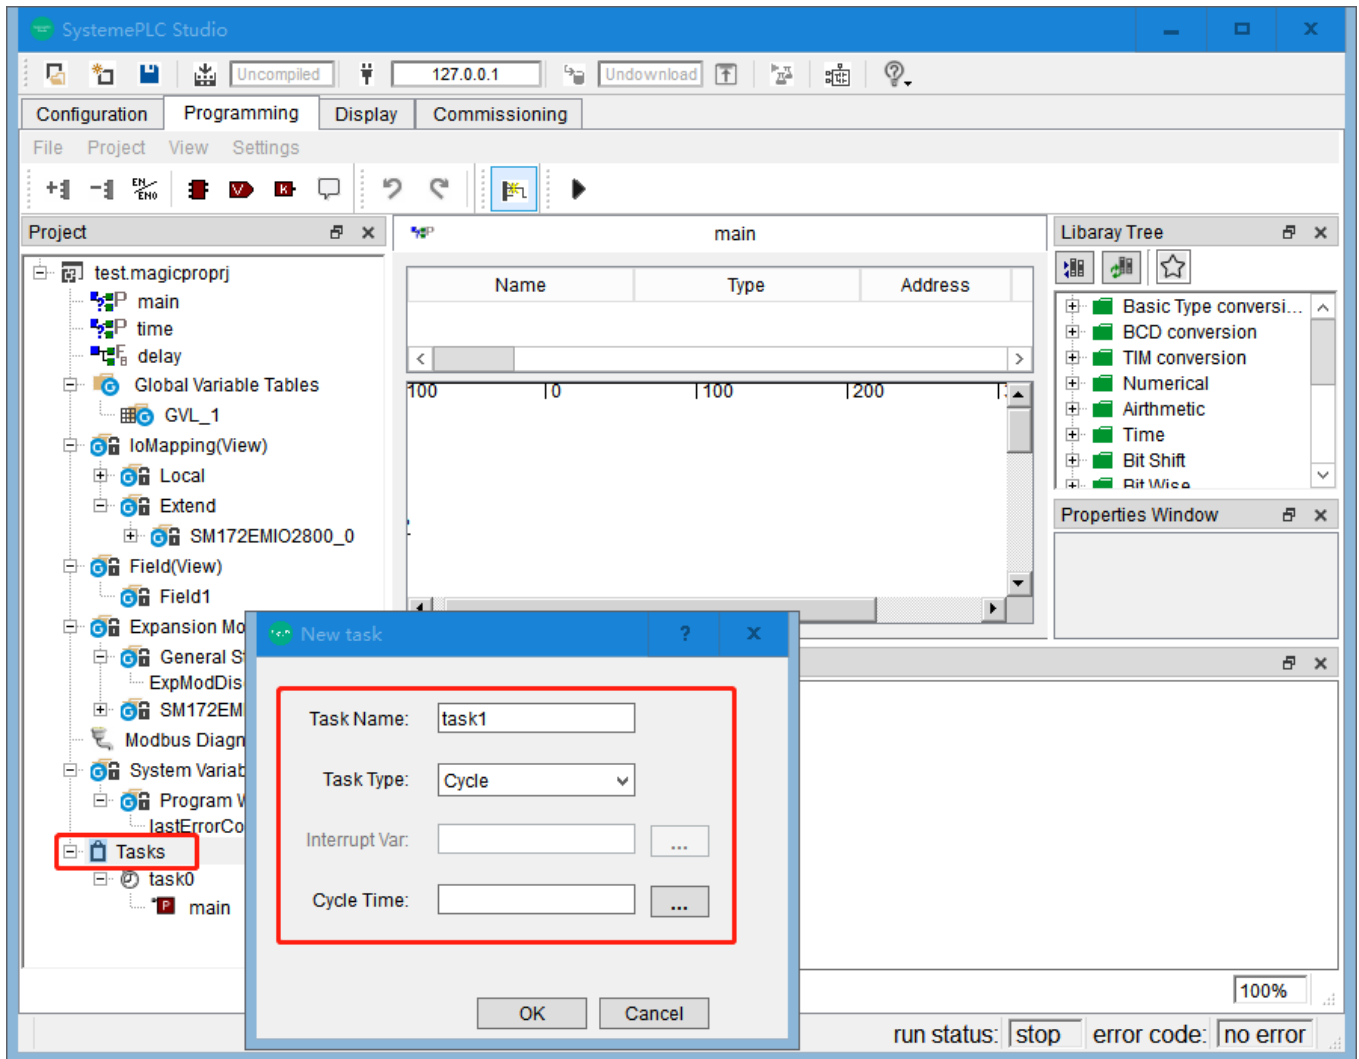 SystemePLC Studio
Uncompiled
127.0.0.1
Undownload
Configuration
Programming
Display
Commissioning
File
Project
View
Settings
EN/ENO
V
K
Project
test.magicproprj
P main
P time
delay
Global Variable Tables
GVL_1
IoMapping(View)
Local
Extend
SM172EMIO2800_0
Field(View)
Field1
Expansion Mo
General S
ExpModDis
SM172EMI
Modbus Diagn
System Variab
Program V
lastErrorCo
Tasks
task0
P main
main
Name
Type
Address
100
0
100
200
Libaray Tree
Basic Type conversi...
BCD conversion
TIM conversion
Numerical
Airthmetic
Time
Bit Shift
Bit Wise
Properties Window
New task
?
X
Task Name:
task1
Task Type:
Cycle
Interrupt Var:
...
Cycle Time:
...
OK
Cancel
100%
run status:
stop
error code:
no error